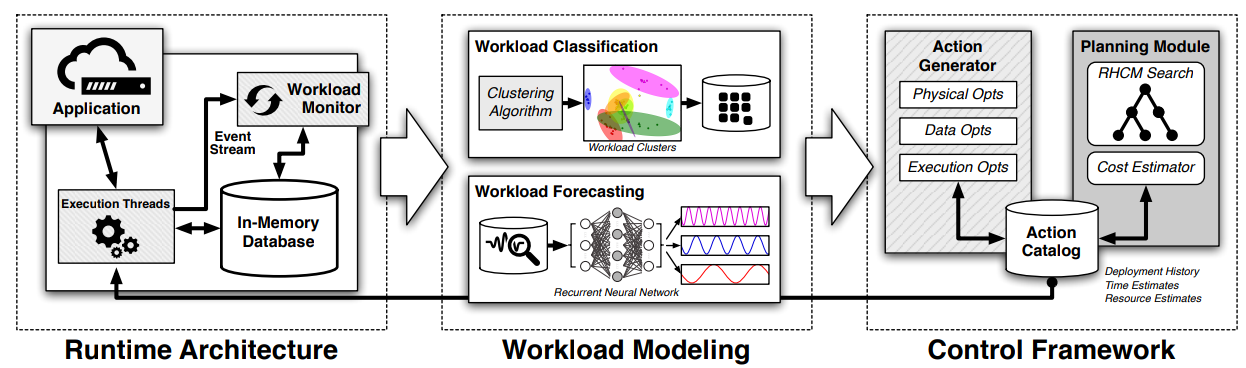 Application
Workload
Monitor
Event
Stream
Execution Threads
In-Memory
Database
Runtime Architecture
Workload Classification
Clustering
Algorithm
Workload Clusters
Workload Forecasting
Recurrent Neural Network
Workload Modeling
Action
Generator
Physical Opts
Data Opts
Execution Opts
Planning Module
RHCM Search
Cost Estimator
Action
Catalog
Deployment History
Time Estimates
Resource Estimates
Control Framework